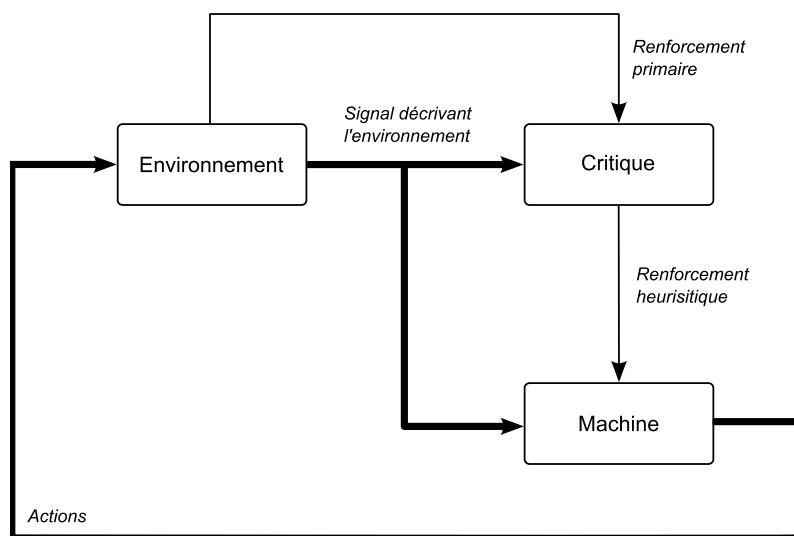 Renforcement
primaire
Signal décrivant
l'environnement
Environnement
Critique
Renforcement
heurisitique
Machine
Actions